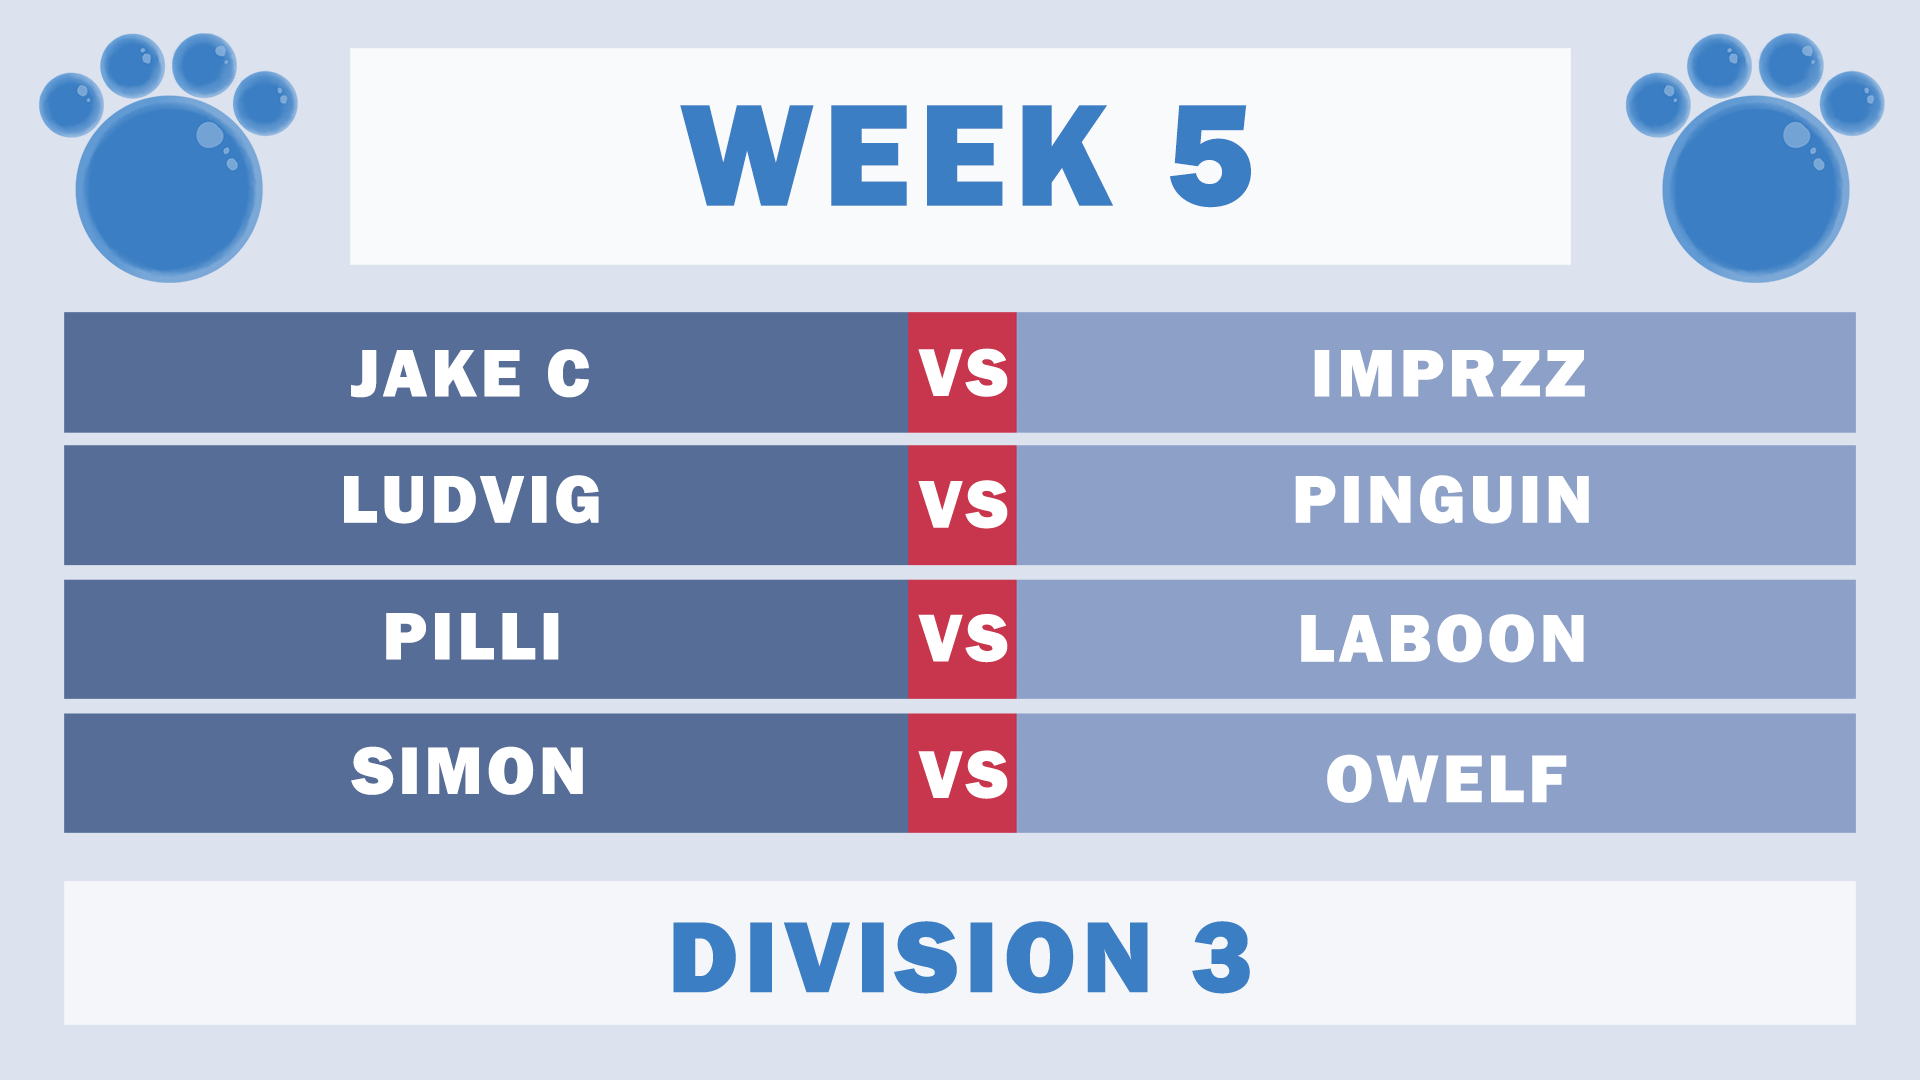 WEEK 5
JAKE C VS IMPRZZ
LUDVIG VS PINGUIN
PILLI VS LABOON
SIMON VS OWELF
DIVISION 3